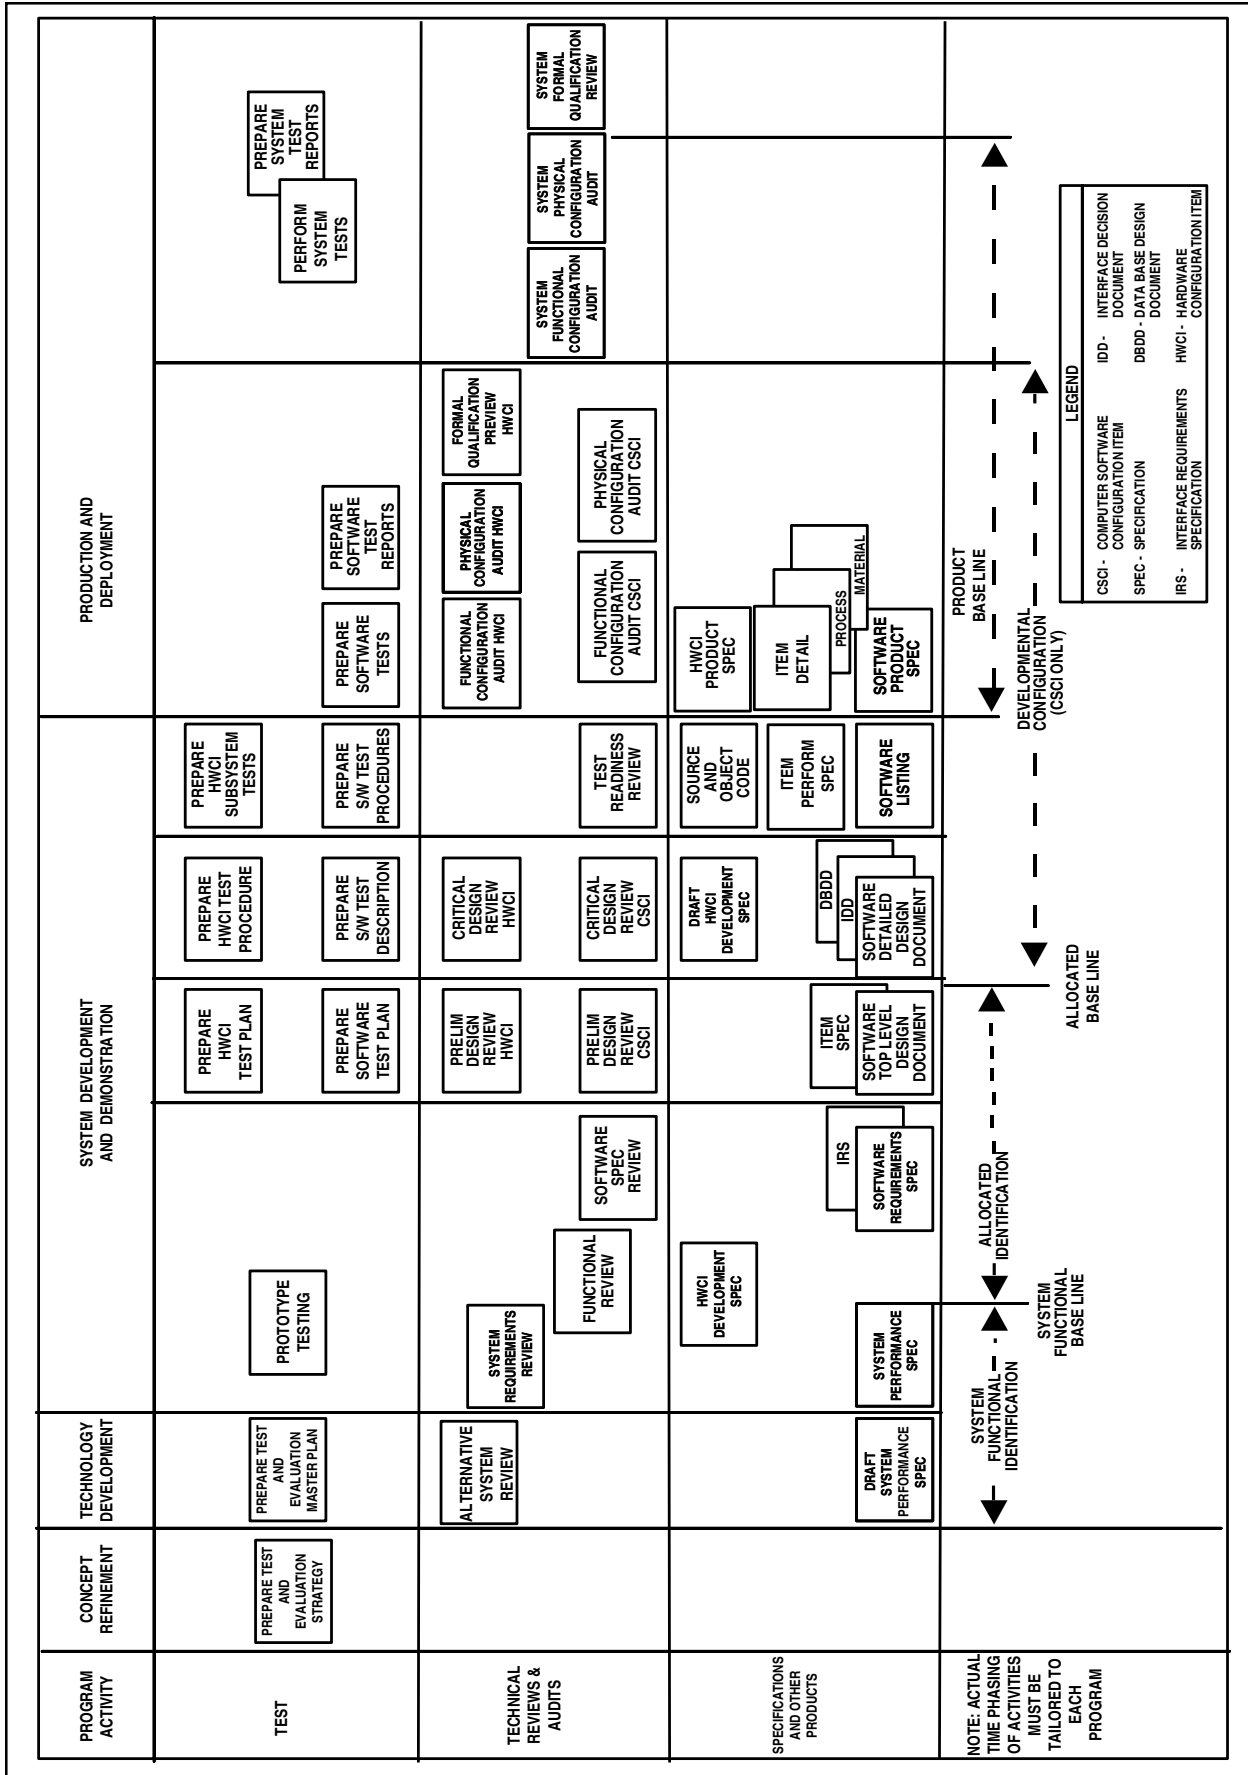 PROGRAM
ACTIVITY
CONCEPT
REFINEMENT
TECHNOLOGY
DEVELOPMENT
SYSTEM DEVELOPMENT
AND DEMONSTRATION
PRODUCTION AND
DEPLOYMENT
TEST
PREPARE TEST
AND
EVALUATION
STRATEGY
PREPARE TEST
AND
EVALUATION
MASTER PLAN
PROTOTYPE
TESTING
PREPARE
HWCI
TEST PLAN
PREPARE
SOFTWARE
TEST PLAN
PREPARE
HWCI TEST
PROCEDURE
PREPARE
S/W TEST
DESCRIPTION
PREPARE
HWCI
SUBSYSTEM
TESTS
PREPARE
S/W TEST
PROCEDURES
PREPARE
SOFTWARE
TESTS
PREPARE
SOFTWARE
TEST
REPORTS
PERFORM
SYSTEM
TESTS
PREPARE
SYSTEM
TEST
REPORTS
TECHNICAL
REVIEWS &
AUDITS
ALTERNATIVE
SYSTEM
REVIEW
SYSTEM
REQUIREMENTS
REVIEW
FUNCTIONAL
REVIEW
SOFTWARE
SPEC
REVIEW
PRELIM
DESIGN
REVIEW
HWCI
PRELIM
DESIGN
REVIEW
CSCI
CRITICAL
DESIGN
REVIEW
HWCI
CRITICAL
DESIGN
REVIEW
CSCI
TEST
READINESS
REVIEW
FUNCTIONAL
CONFIGURATION
AUDIT HWCI
PHYSICAL
CONFIGURATION
AUDIT HWCI
FORMAL
QUALIFICATION
PREVIEW
HWCI
FUNCTIONAL
CONFIGURATION
AUDIT CSCI
PHYSICAL
CONFIGURATION
AUDIT CSCI
SYSTEM
FUNCTIONAL
CONFIGURATION
AUDIT
SYSTEM
PHYSICAL
CONFIGURATION
AUDIT
SYSTEM
FORMAL
QUALIFICATION
REVIEW
SPECIFICATIONS
AND OTHER
PRODUCTS
DRAFT
SYSTEM
PERFORMANCE
SPEC
SYSTEM
PERFORMANCE
SPEC
HWCI
DEVELOPMENT
SPEC
IRS
SOFTWARE
REQUIREMENTS
SPEC
ITEM
SPEC
SOFTWARE
TOP LEVEL
DESIGN
DOCUMENT
DRAFT
HWCI
DEVELOPMENT
SPEC
DBDD
IDD
SOFTWARE
DETAILED
DESIGN
DOCUMENT
SOURCE
AND
OBJECT
CODE
ITEM
PERFORM
SPEC
SOFTWARE
LISTING
HWCI
PRODUCT
SPEC
ITEM
DETAIL
PROCESS
MATERIAL
SOFTWARE
PRODUCT
SPEC
NOTE: ACTUAL
TIME PHASING
OF ACTIVITIES
MUST BE
TAILORED TO
EACH
PROGRAM
SYSTEM
FUNCTIONAL
IDENTIFICATION
SYSTEM
FUNCTIONAL
BASE LINE
ALLOCATED
IDENTIFICATION
ALLOCATED
BASE LINE
PRODUCT
BASE LINE
DEVELOPMENTAL
CONFIGURATION
(CSCI ONLY)
LEGEND
CSCI - COMPUTER SOFTWARE
CONFIGURATION ITEM
SPEC - SPECIFICATION
IRS - INTERFACE REQUIREMENTS
SPECIFICATION
IDD - INTERFACE DECISION
DOCUMENT
DBDD - DATA BASE DESIGN
DOCUMENT
HWCI - HARDWARE
CONFIGURATION ITEM